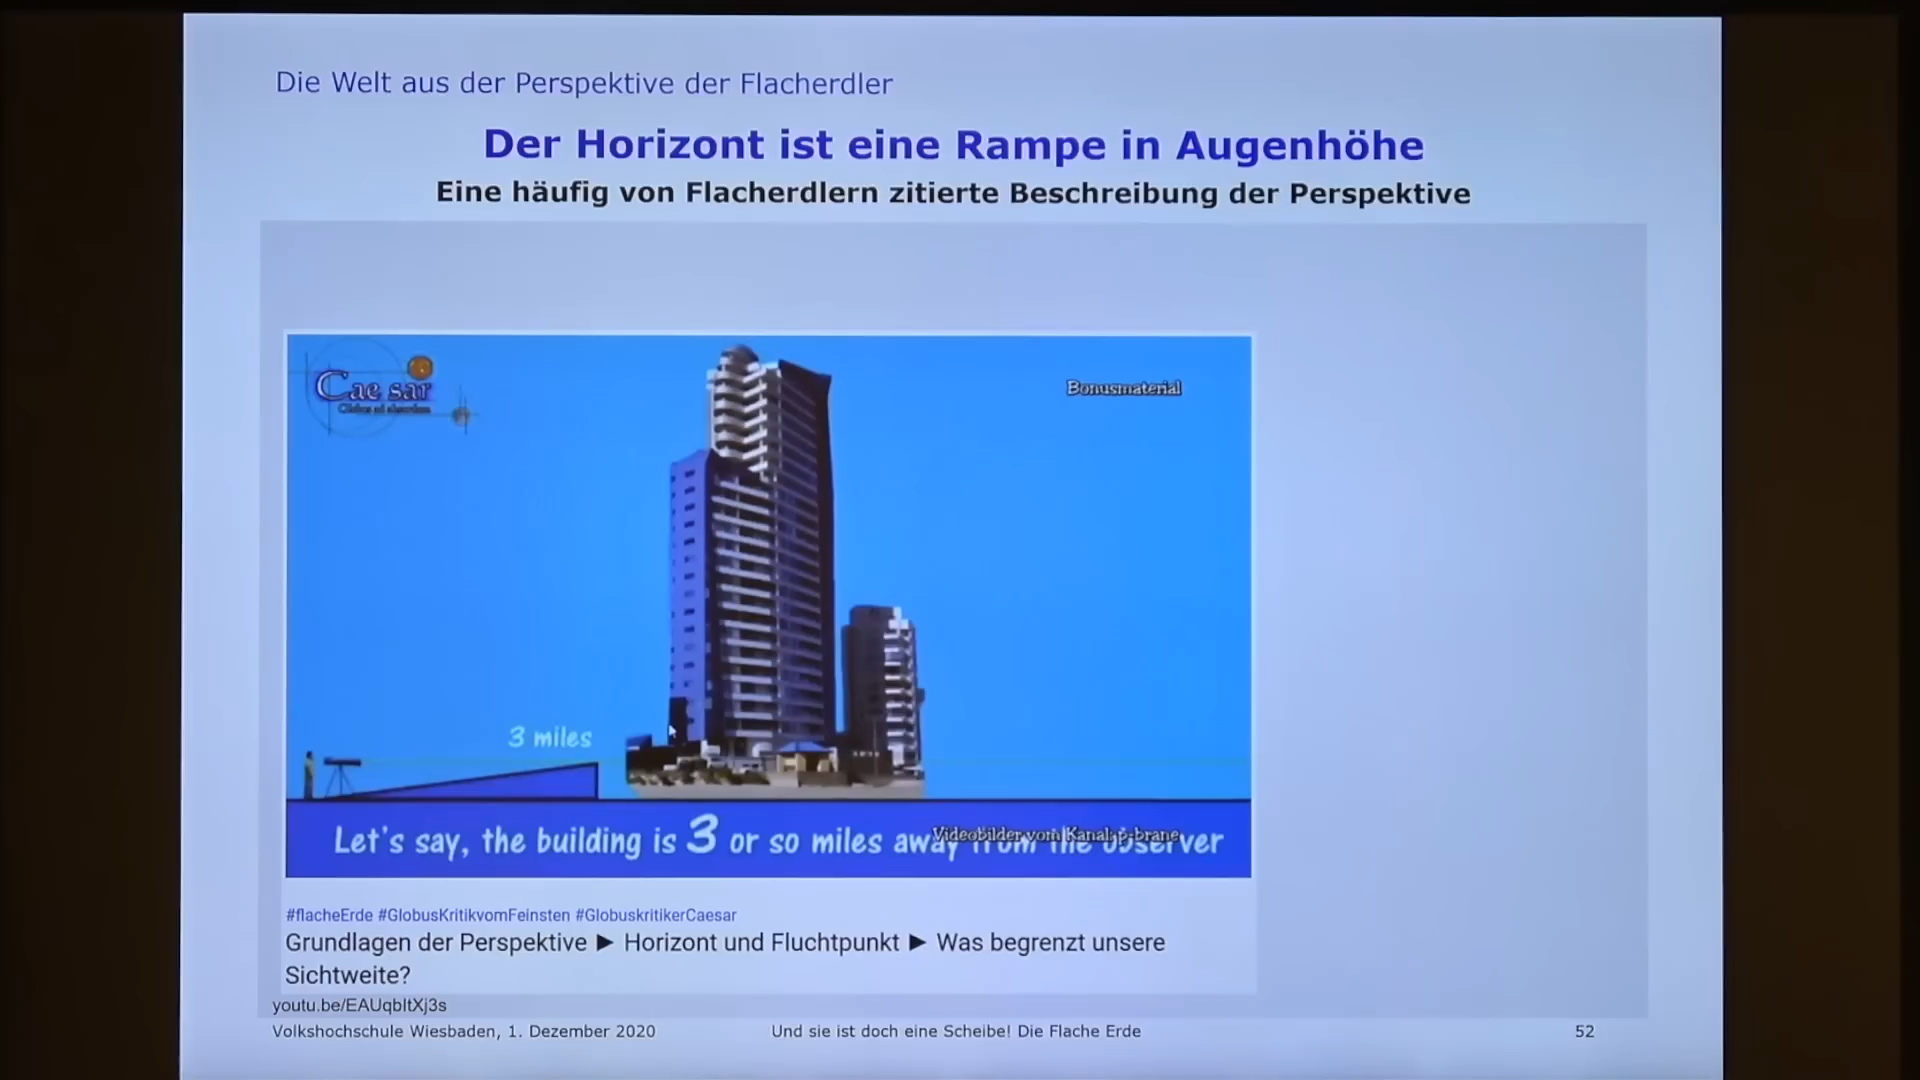 Die Welt aus der Perspektive der Flacherdler
Der Horizont ist eine Rampe in Augenhöhe
Eine häufig von Flacherdlern zitierte Beschreibung der Perspektive
Cae sar
Bonusmaterial
3 miles
Let's say, the building is 3 or so miles away from the observer
Videobilder vom Kanal: p-brane
#flacheErde #GlobusKritikvomFeinsten #GlobuskritikerCaesar
Grundlagen der Perspektive ► Horizont und Fluchtpunkt ► Was begrenzt unsere
Sichtweite?
youtu.be/EAUqbItXj3s
Volkshochschule Wiesbaden, 1. Dezember 2020
Und sie ist doch eine Scheibe! Die Flache Erde
52